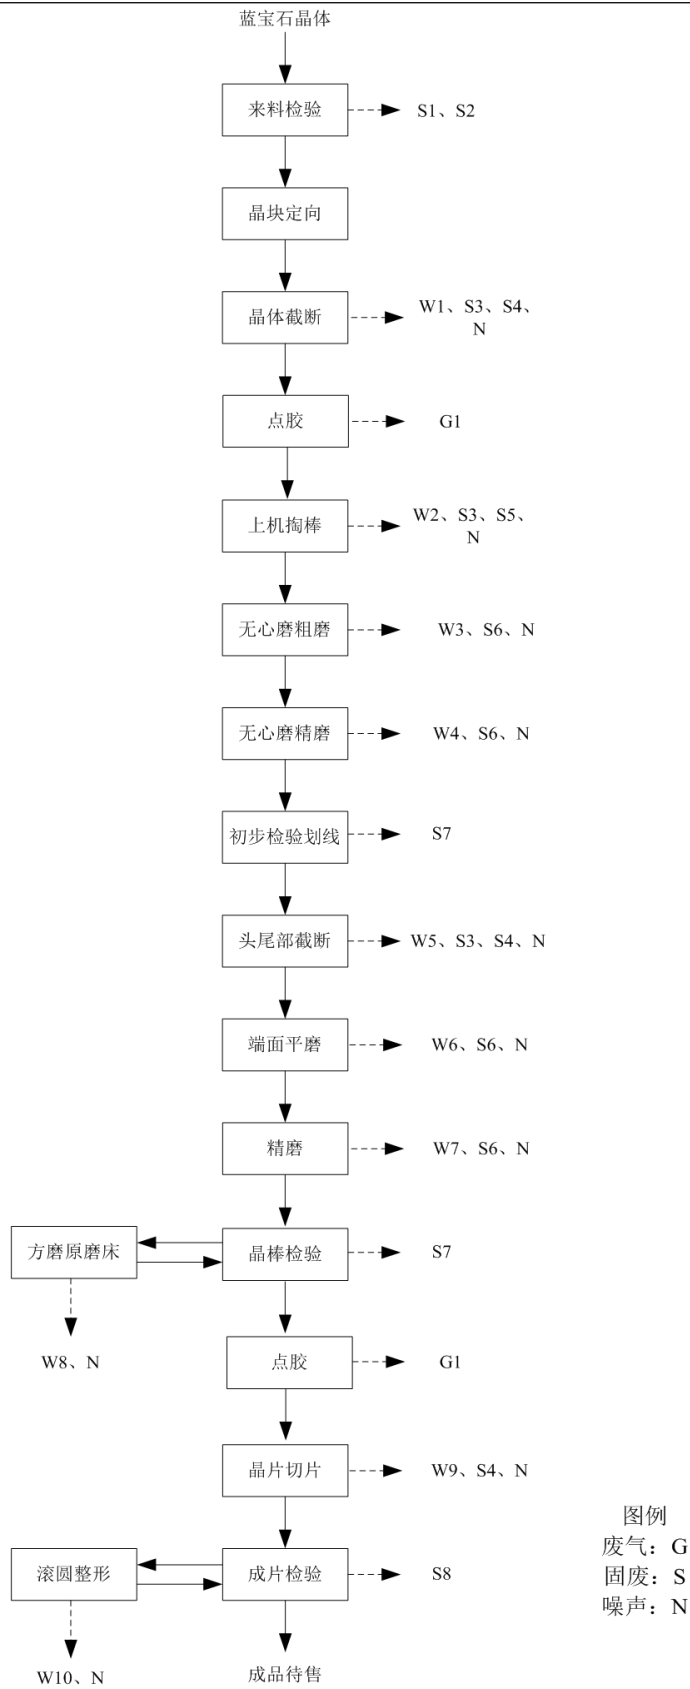 蓝宝石晶体
来料检验
S1、S2
晶块定向
晶体截断
W1、S3、S4、
N
点胶
G1
上机掏棒
W2、S3、S5、
N
无心磨粗磨
W3、S6、N
无心磨精磨
W4、S6、N
初步检验划线
S7
头尾部截断
W5、S3、S4、N
端面平磨
W6、S6、N
精磨
W7、S6、N
方磨原磨床
晶棒检验
S7
W8、N
点胶
G1
晶片切片
W9、S4、N
滚圆整形
成片检验
S8
W10、N
成品待售
图例
废气：G
固废：S
噪声：N